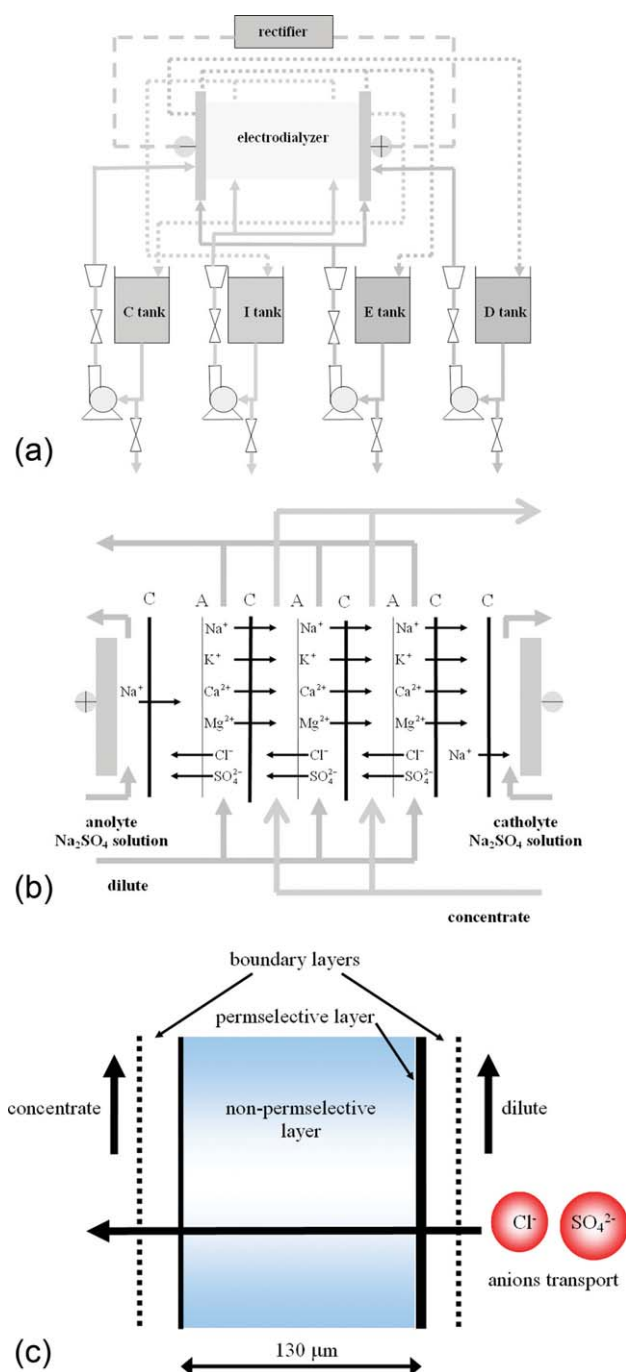 rectifier
electrodialyzer
−
+
C tank
I tank
E tank
D tank
(a)
C A C A C A C C
Na⁺ Na⁺ Na⁺
K⁺ K⁺ K⁺
Na⁺
+
−
Ca²⁺ Ca²⁺ Ca²⁺
Mg²⁺ Mg²⁺ Mg²⁺
Cl⁻ Cl⁻ Cl⁻
Na⁺
SO₄²⁻ SO₄²⁻ SO₄²⁻
anolyte
Na₂SO₄ solution
catholyte
Na₂SO₄ solution
dilute
concentrate
(b)
boundary layers
permselective layer
concentrate
non-permselective
layer
dilute
Cl⁻ SO₄²⁻
anions transport
130 μm
(c)